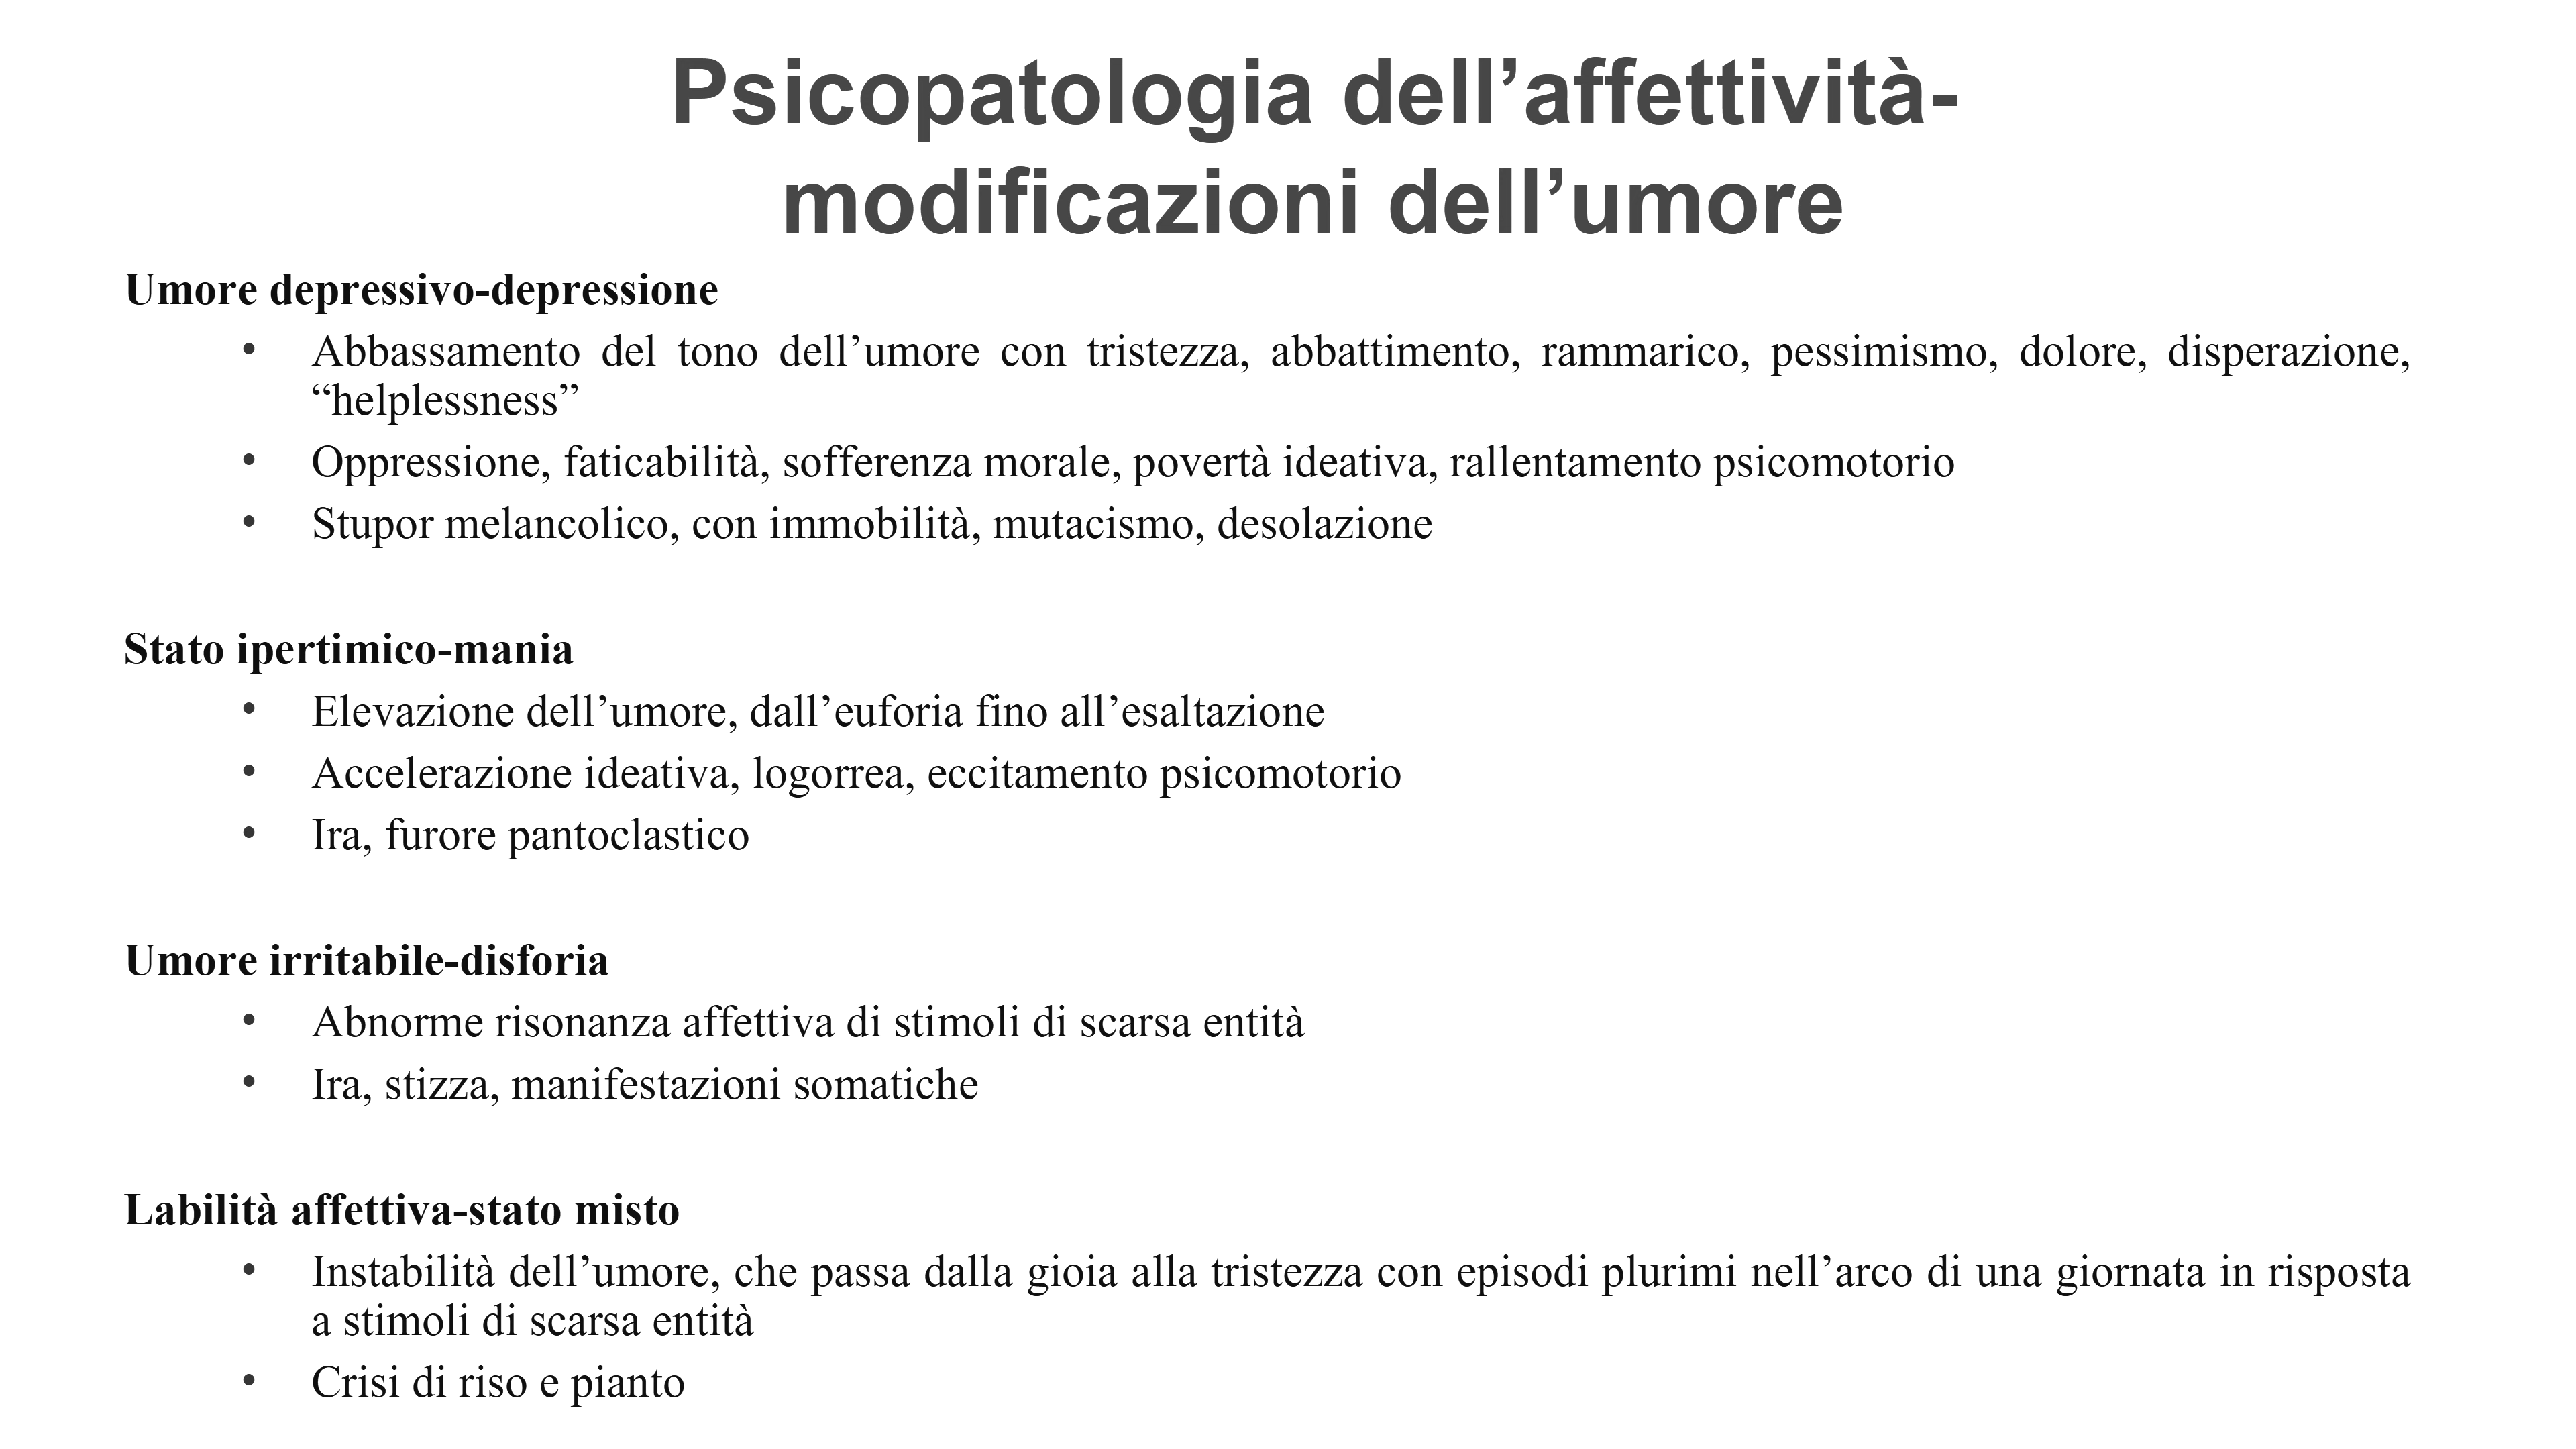 Psicopatologia dell’affettività-
modificazioni dell’umore
Umore depressivo-depressione
• Abbassamento del tono dell’umore con tristezza, abbattimento, rammarico, pessimismo, dolore, disperazione,
“helplessness”
• Oppressione, faticabilità, sofferenza morale, povertà ideativa, rallentamento psicomotorio
• Stupor melancolico, con immobilità, mutacismo, desolazione
Stato ipertimico-mania
• Elevazione dell’umore, dall’euforia fino all’esaltazione
• Accelerazione ideativa, logorrea, eccitamento psicomotorio
• Ira, furore pantoclastico
Umore irritabile-disforia
• Abnorme risonanza affettiva di stimoli di scarsa entità
• Ira, stizza, manifestazioni somatiche
Labilità affettiva-stato misto
• Instabilità dell’umore, che passa dalla gioia alla tristezza con episodi plurimi nell’arco di una giornata in risposta
a stimoli di scarsa entità
• Crisi di riso e pianto